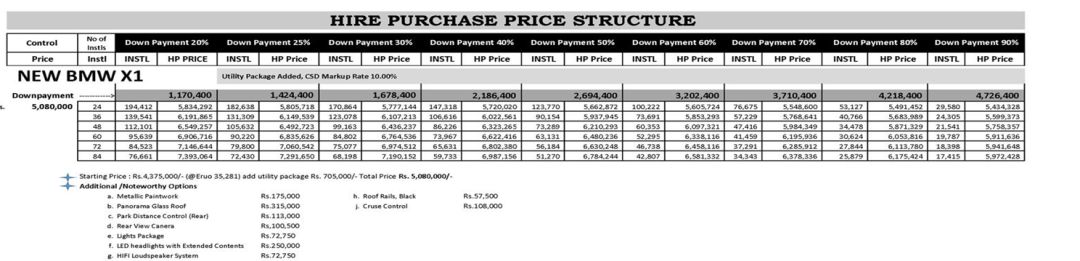 HIRE PURCHASE PRICE STRUCTURE
Control No of Instls Down Payment 20% Down Payment 25% Down Payment 30% Down Payment 40% Down Payment 50% Down Payment 60% Down Payment 70% Down Payment 80% Down Payment 90%
Price Instl INSTL HP PRICE INSTL HP Price INSTL HP Price INSTL HP Price INSTL HP Price INSTL HP Price INSTL HP Price INSTL HP Price INSTL HP Price
NEW BMW X1 Utility Package Added, CSD Markup Rate 10.00%
Downpayment -----------> 1,170,400 1,424,400 1,678,400 2,186,400 2,694,400 3,202,400 3,710,400 4,218,400 4,726,400
s. 5,080,000 24 194,412 5,834,292 182,638 5,805,718 170,864 5,777,144 147,318 5,720,020 123,770 5,662,872 100,222 5,605,724 76,675 5,548,600 53,127 5,491,452 29,580 5,434,328
36 139,541 6,191,865 131,309 6,149,539 123,078 6,107,213 106,616 6,022,561 90,154 5,937,945 73,691 5,853,293 57,229 5,768,641 40,766 5,683,989 24,305 5,599,373
48 112,101 6,549,257 105,632 6,492,723 99,163 6,436,237 86,226 6,323,265 73,289 6,210,293 60,353 6,097,321 47,416 5,984,349 34,478 5,871,329 21,541 5,758,357
60 95,639 6,906,716 90,220 6,835,626 84,802 6,764,536 73,967 6,622,416 63,131 6,480,236 52,295 6,338,116 41,459 6,195,936 30,624 6,053,816 19,787 5,911,636
72 84,523 7,146,644 79,800 7,060,542 75,077 6,974,512 65,631 6,802,380 56,184 6,630,248 46,738 6,458,116 37,291 6,285,912 27,844 6,113,780 18,398 5,941,648
84 76,661 7,393,064 72,430 7,291,650 68,198 7,190,152 59,733 6,987,156 51,270 6,784,244 42,807 6,581,332 34,343 6,378,336 25,879 6,175,424 17,415 5,972,428
Starting Price : Rs.4,375,000/- (@Eruo 35,281) add utility package Rs. 705,000/- Total Price Rs. 5,080,000/-
Additional /Noteworthy Options
a. Metallic Paintwork Rs.175,000 h. Roof Rails, Black Rs.57,500
b. Panorama Glass Roof Rs.315,000 j. Cruse Control Rs.108,000
c. Park Distance Control (Rear) Rs.113,000
d. Rear View Canera Rs,100,500
e. Lights Package Rs.72,750
f. LED headlights with Extended Contents Rs.250,000
g. HIFI Loudspeaker System Rs.72,750